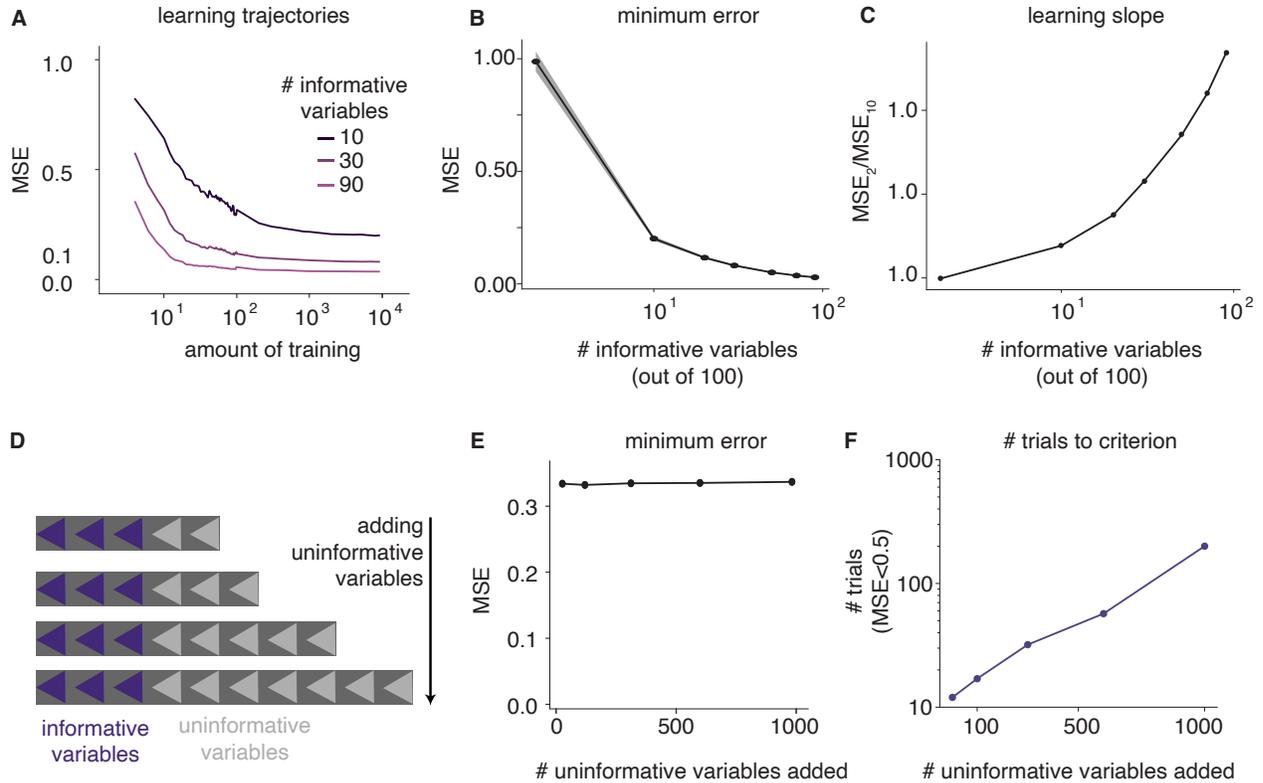 A
learning trajectories
MSE
1.0
0.5
0.1
0.0
# informative
variables
10
30
90
10^1
10^2
10^3
10^4
amount of training
B
minimum error
MSE
1.00
0.50
0.00
10^1
10^2
# informative variables
(out of 100)
C
learning slope
MSE_2/MSE_10
1.0
1.0
1.0
10^1
10^2
# informative variables
(out of 100)
D
adding
uninformative
variables
informative
variables
uninformative
variables
E
minimum error
MSE
0.3
0.2
0.1
0.0
0
500
1000
# uninformative variables added
F
# trials to criterion
# trials
(MSE<0.5)
1000
100
10
100
500
1000
# uninformative variables added